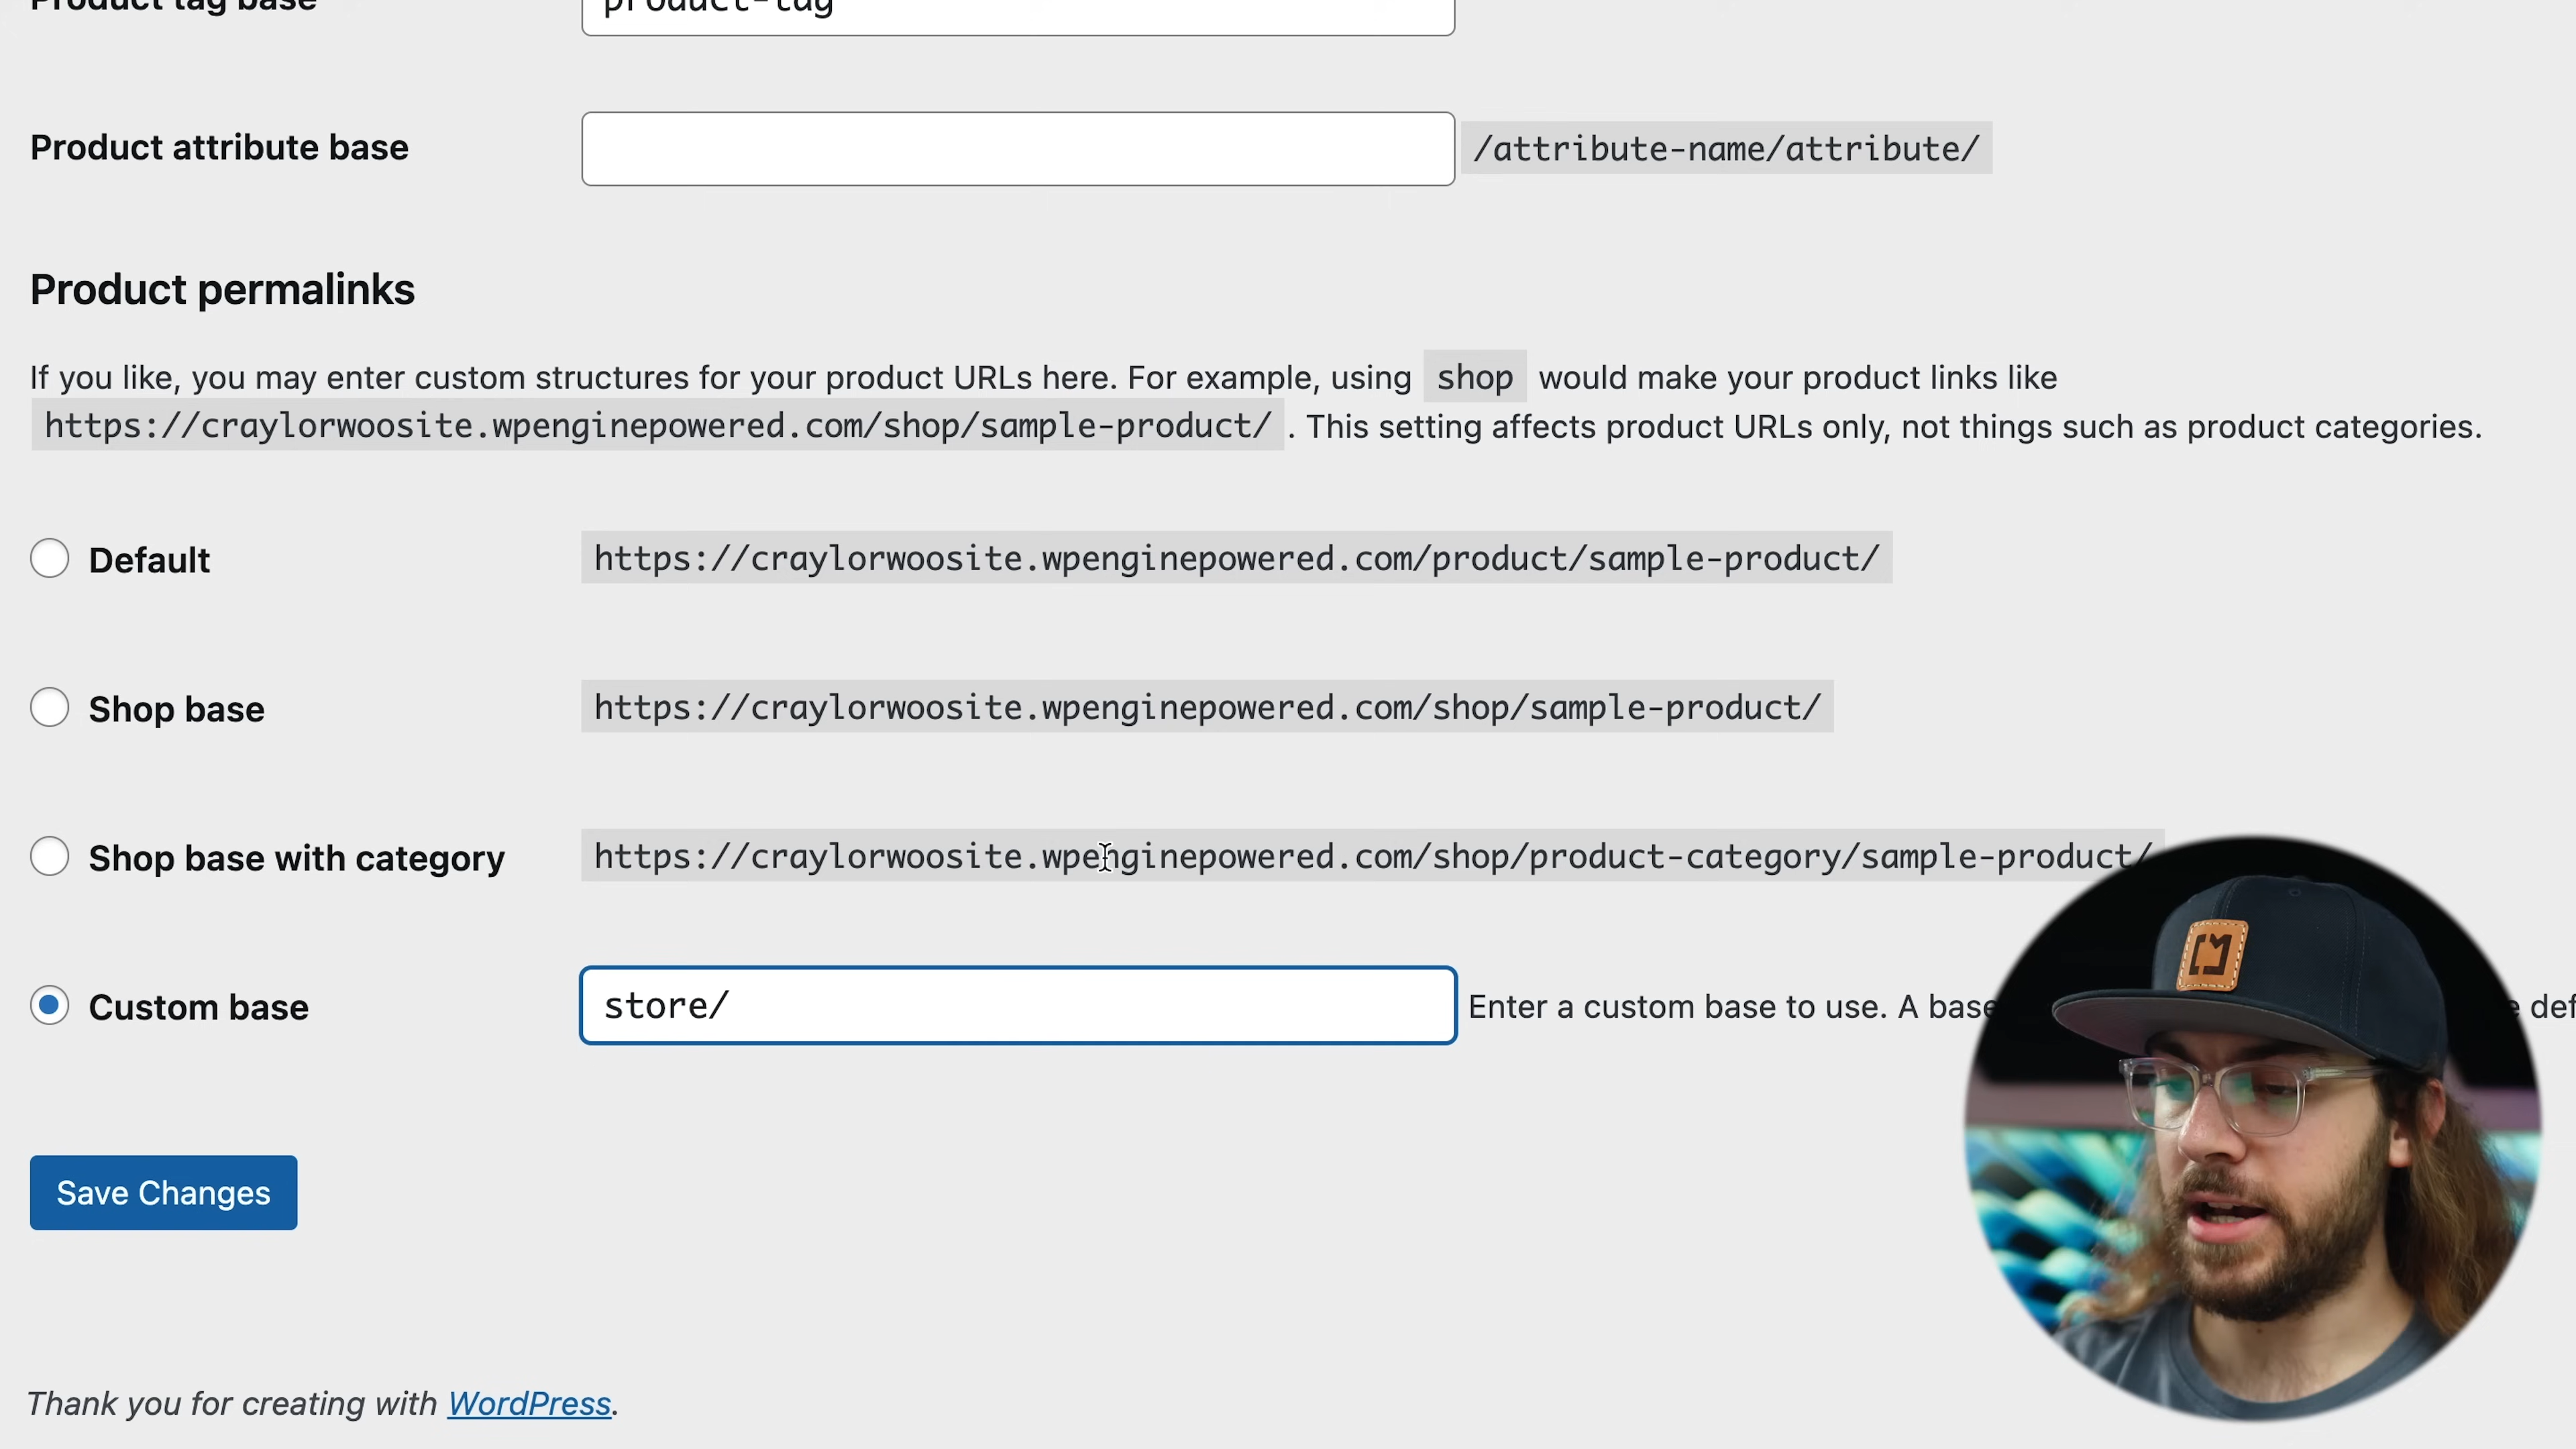 Product tag base product-tag
Product attribute base /attribute-name/attribute/
Product permalinks
If you like, you may enter custom structures for your product URLs here. For example, using shop would make your product links like
https://craylorwoosite.wpenginepowered.com/shop/sample-product/ . This setting affects product URLs only, not things such as product categories.
Default https://craylorwoosite.wpenginepowered.com/product/sample-product/
Shop base https://craylorwoosite.wpenginepowered.com/shop/sample-product/
Shop base with category https://craylorwoosite.wpenginepowered.com/shop/product-category/sample-product/
Custom base store/ Enter a custom base to use. A base
Save Changes
Thank you for creating with WordPress.